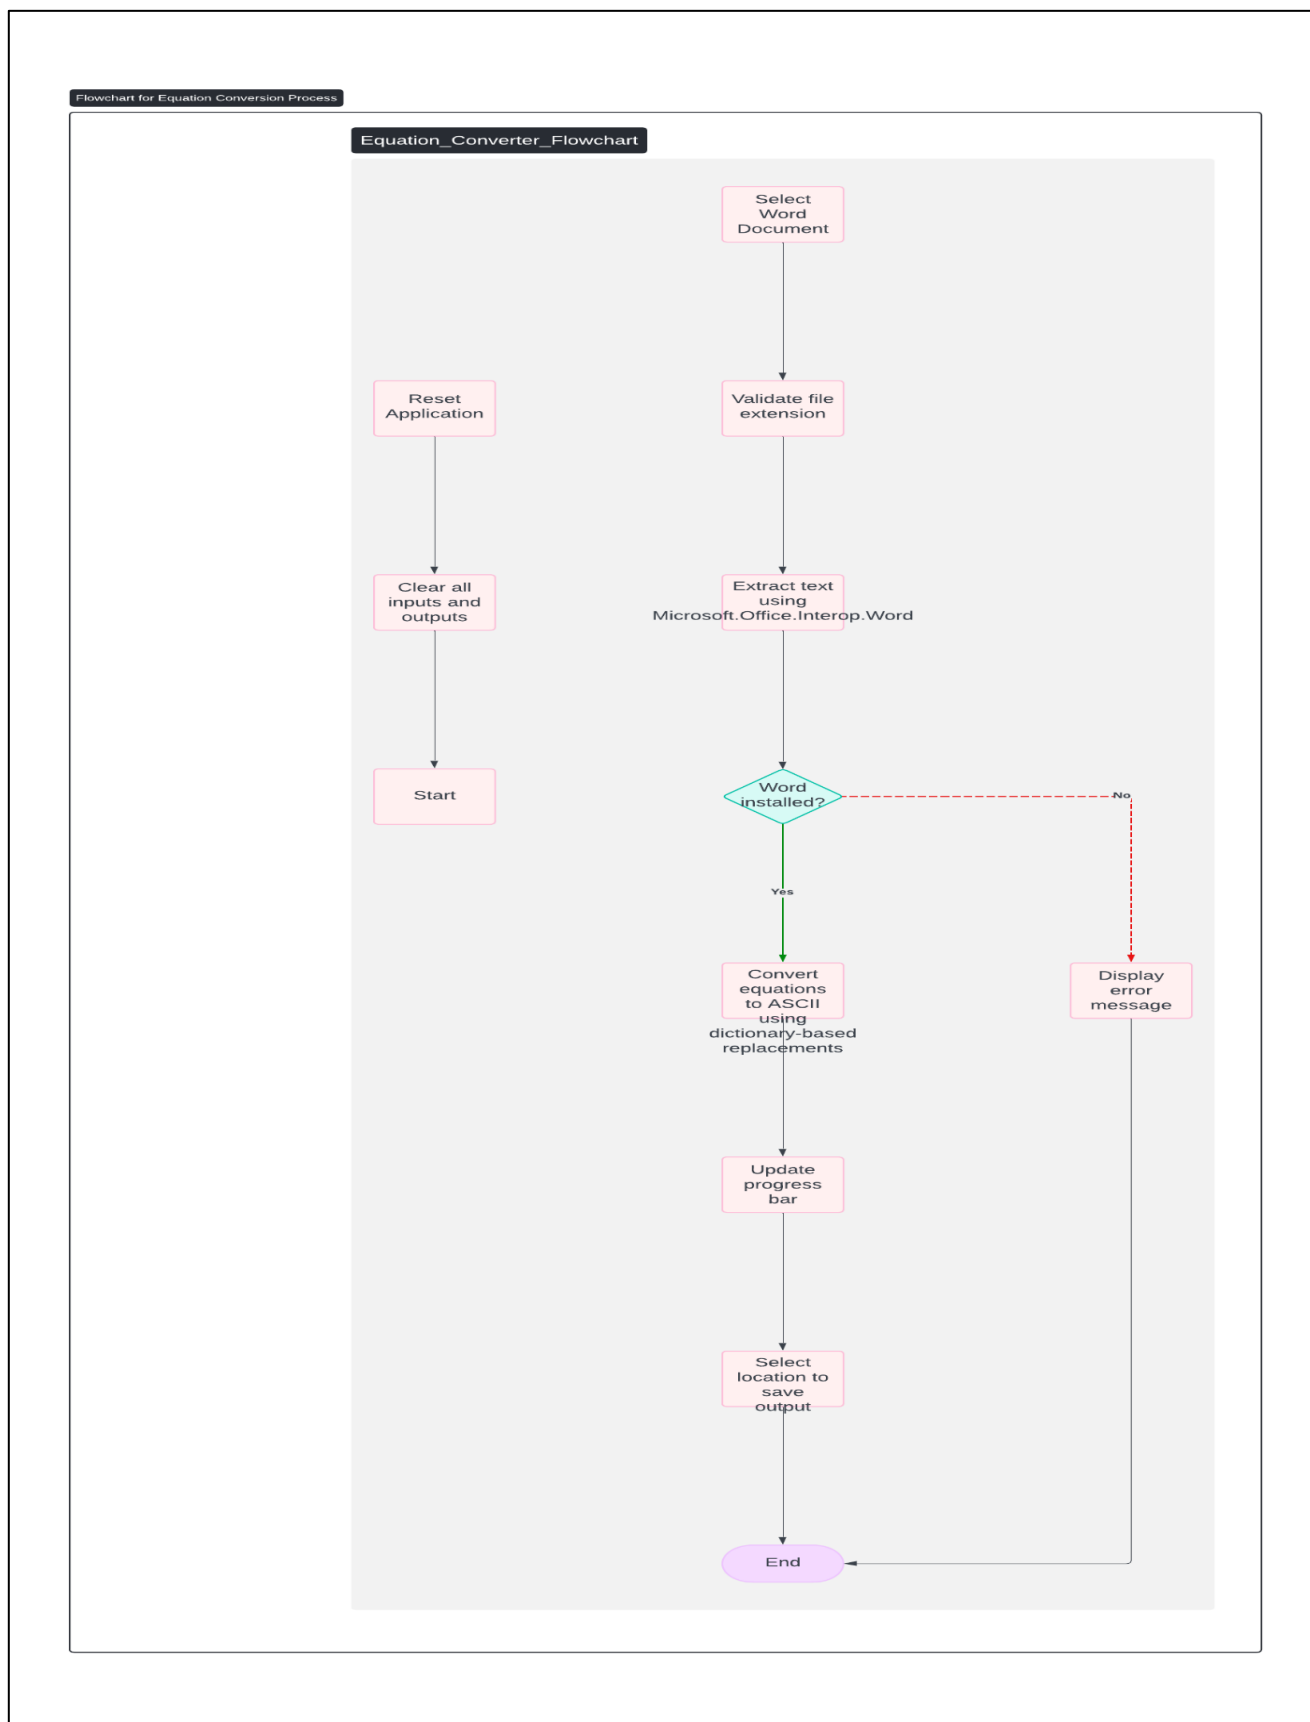 Flowchart for Equation Conversion Process
Equation_Converter_Flowchart
Select
Word
Document
Reset
Application
Validate file
extension
Clear all
inputs and
outputs
Extract text
using
Microsoft.Office.Interop.Word
Start
Word
installed?
No
Yes
Convert
equations
to ASCII
using
dictionary-based
replacements
Display
error
message
Update
progress
bar
Select
location to
save
output
End